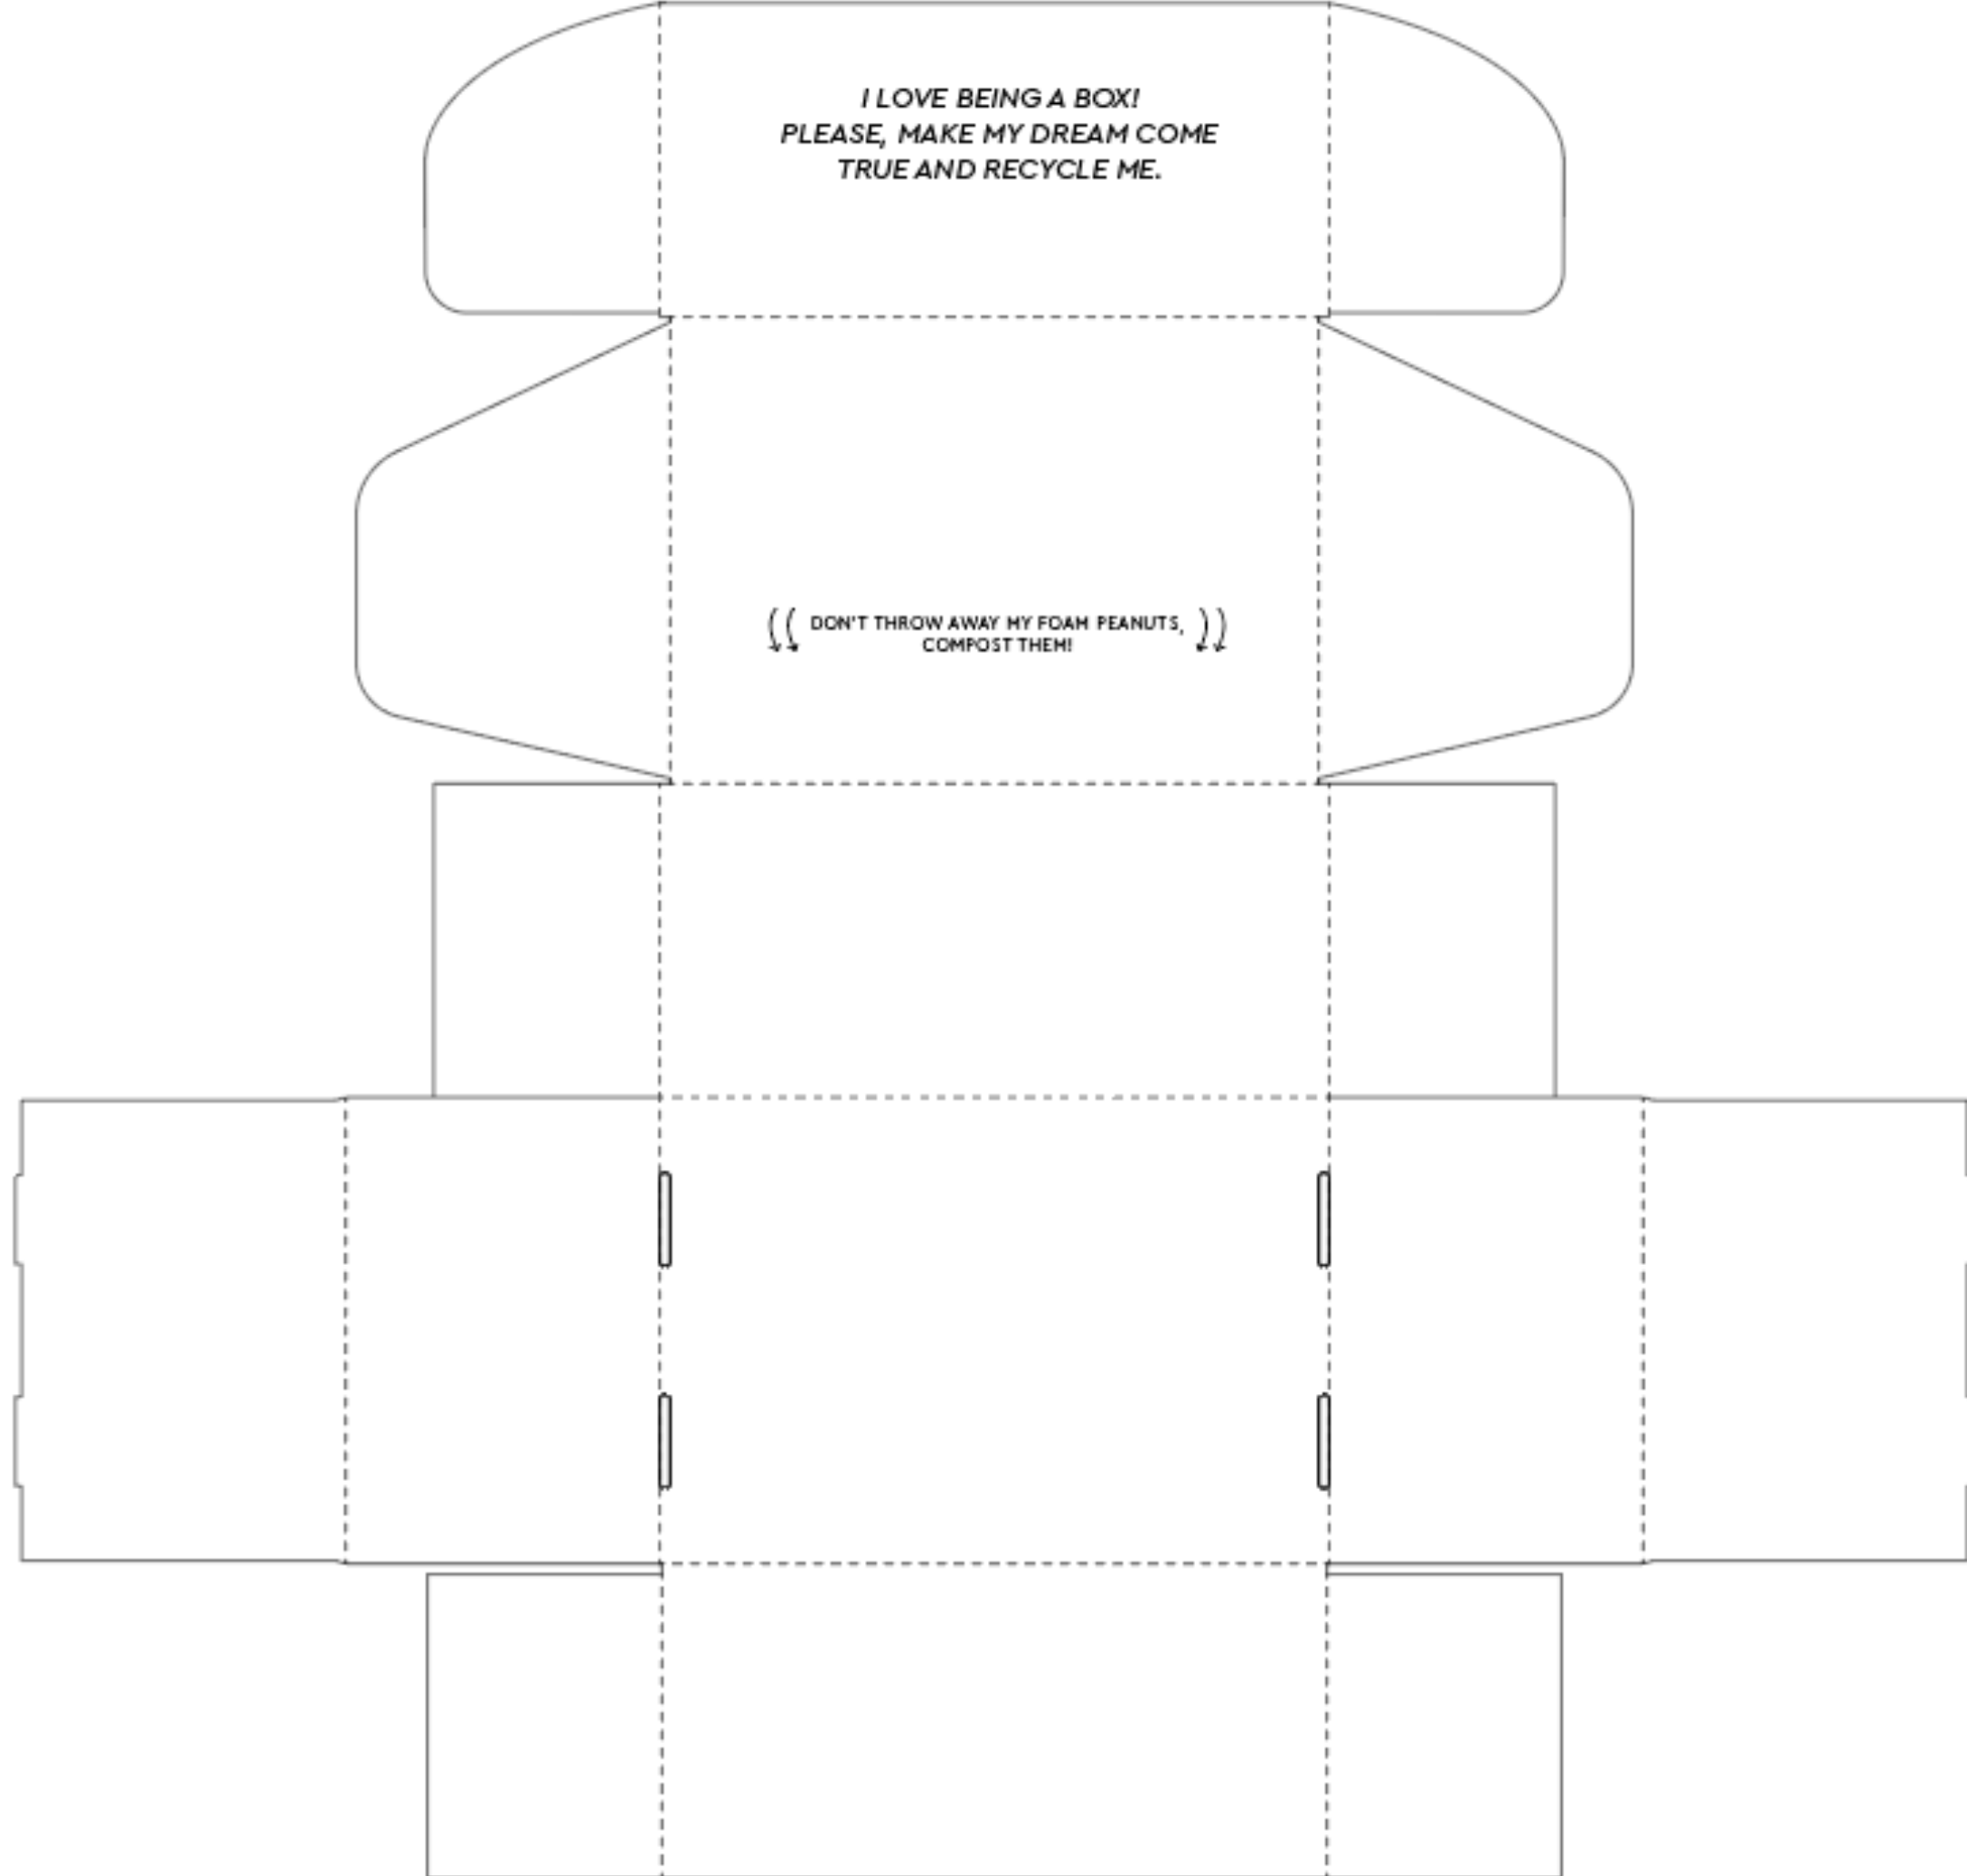 I LOVE BEING A BOX!
PLEASE, MAKE MY DREAM COME
TRUE AND RECYCLE ME.
DON'T THROW AWAY MY FOAM PEANUTS,
COMPOST THEM!